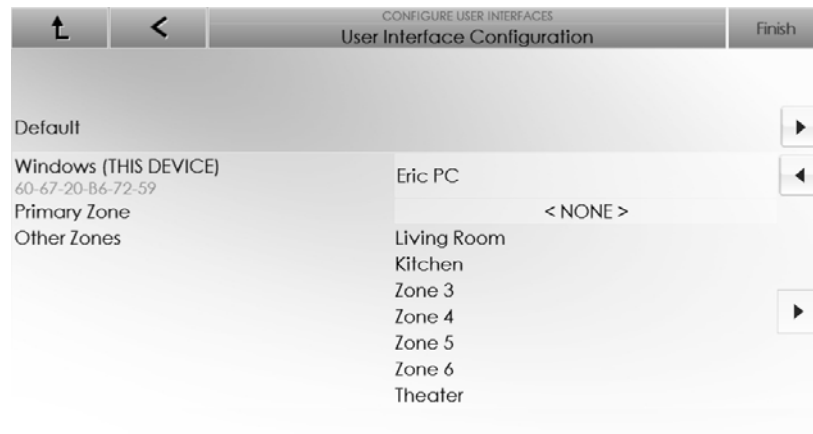 CONFIGURE USER INTERFACES
User Interface Configuration
Finish
Default
Windows (THIS DEVICE)
60-67-20-B6-72-59
Eric PC
Primary Zone
< NONE >
Other Zones
Living Room
Kitchen
Zone 3
Zone 4
Zone 5
Zone 6
Theater